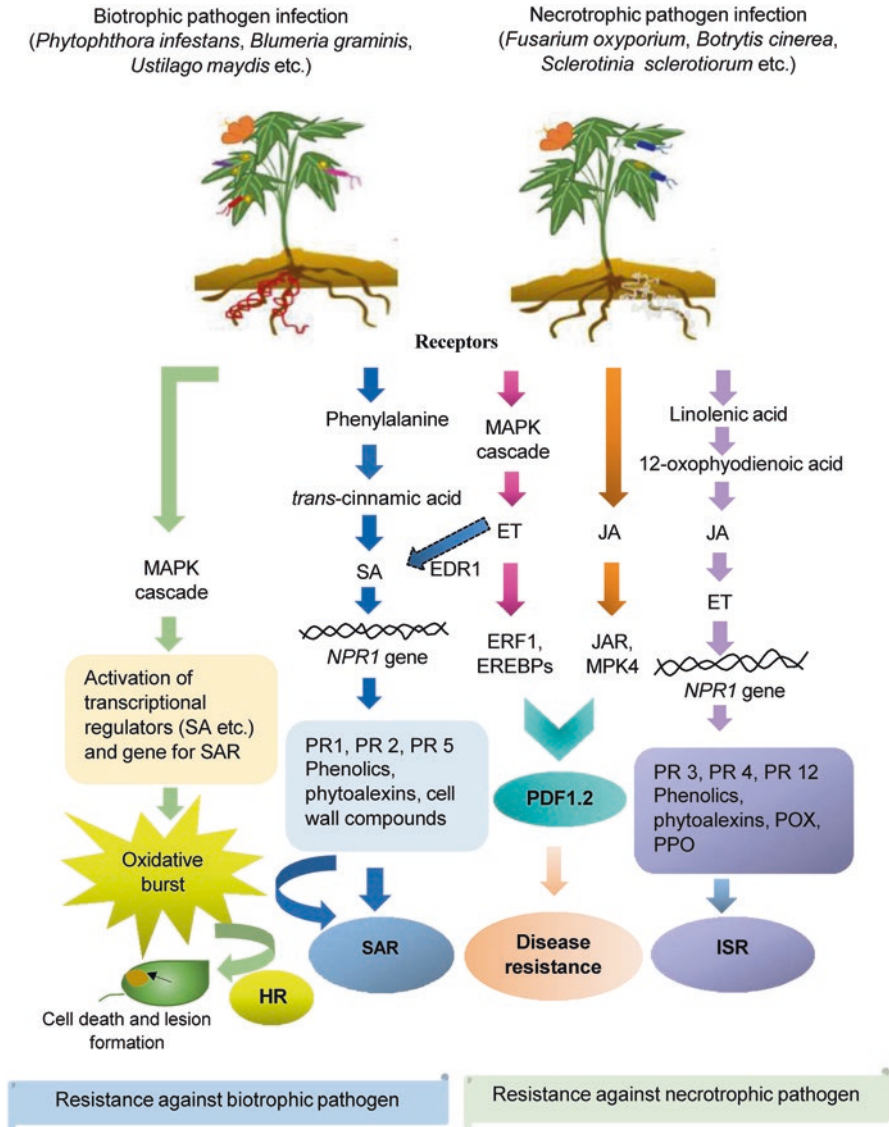 Biotrophic pathogen infection
(Phytophthora infestans, Blumeria graminis,
Ustilago maydis etc.)
Necrotrophic pathogen infection
(Fusarium oxyporium, Botrytis cinerea,
Sclerotinia sclerotiorum etc.)
Receptors
MAPK
cascade
Activation of
transcriptional
regulators (SA etc.)
and gene for SAR
Oxidative
burst
HR
Cell death and lesion
formation
Phenylalanine
trans-cinnamic acid
SA
EDR1
NPR1 gene
PR1, PR 2, PR 5
Phenolics,
phytoalexins, cell
wall compounds
SAR
MAPK
cascade
ET
ERF1,
EREBPs
JA
JAR,
MPK4
PDF1.2
Disease
resistance
Linolenic acid
12-oxophyodienoic acid
JA
ET
NPR1 gene
PR 3, PR 4, PR 12
Phenolics,
phytoalexins, POX,
PPO
ISR
Resistance against biotrophic pathogen
Resistance against necrotrophic pathogen